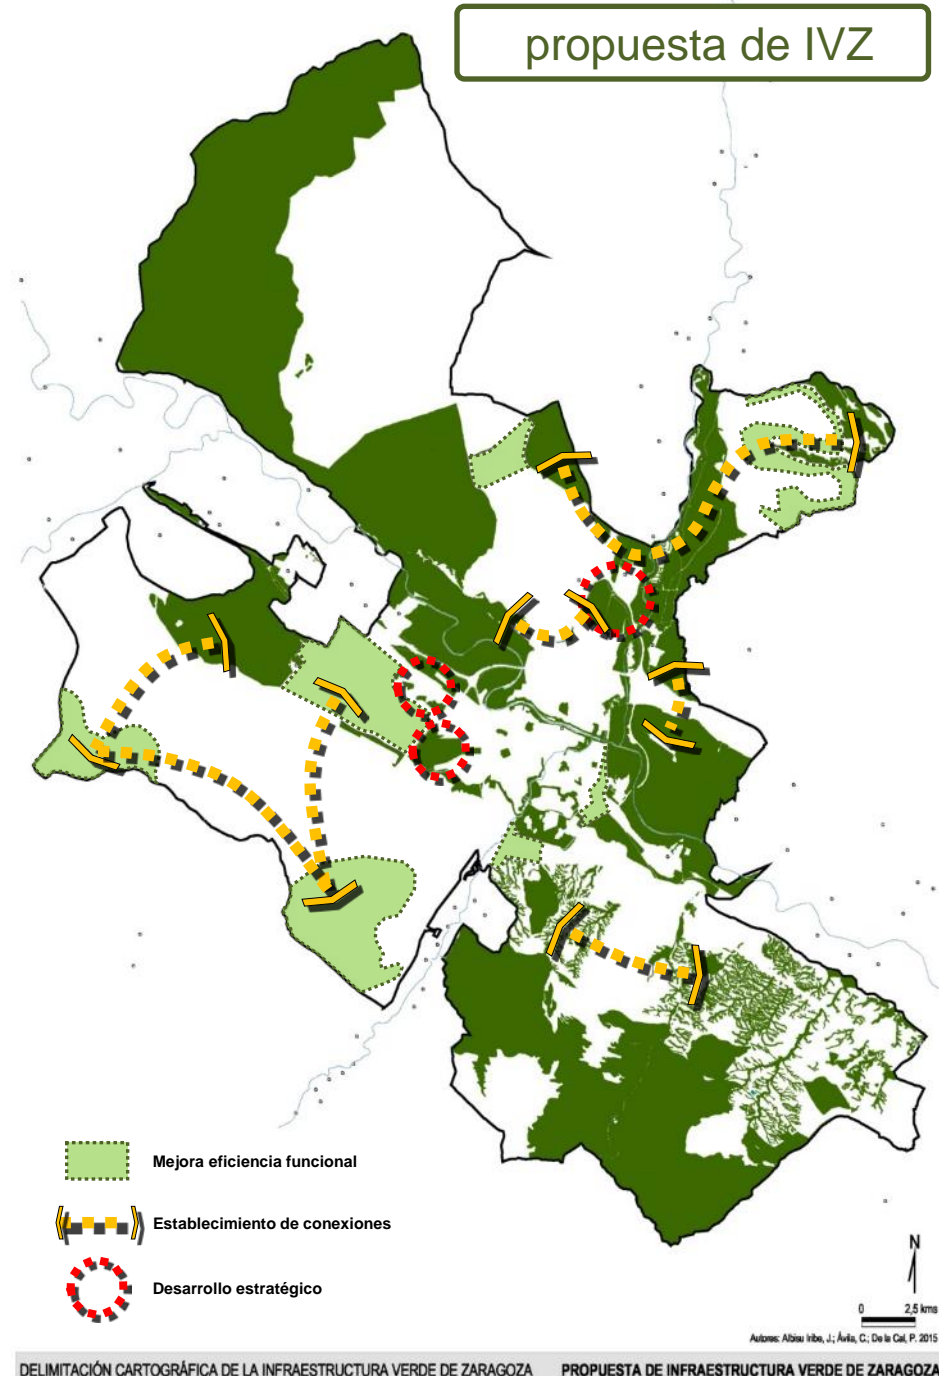 propuesta de IVZ
Mejora eficiencia funcional
Establecimiento de conexiones
Desarrollo estratégico
N
0 2,5 kms
Autores: Albisu Iribe, J.; Ávila, C.; De la Cal, P. 2015
DELIMITACIÓN CARTOGRÁFICA DE LA INFRAESTRUCTURA VERDE DE ZARAGOZA PROPUESTA DE INFRAESTRUCTURA VERDE DE ZARAGOZA